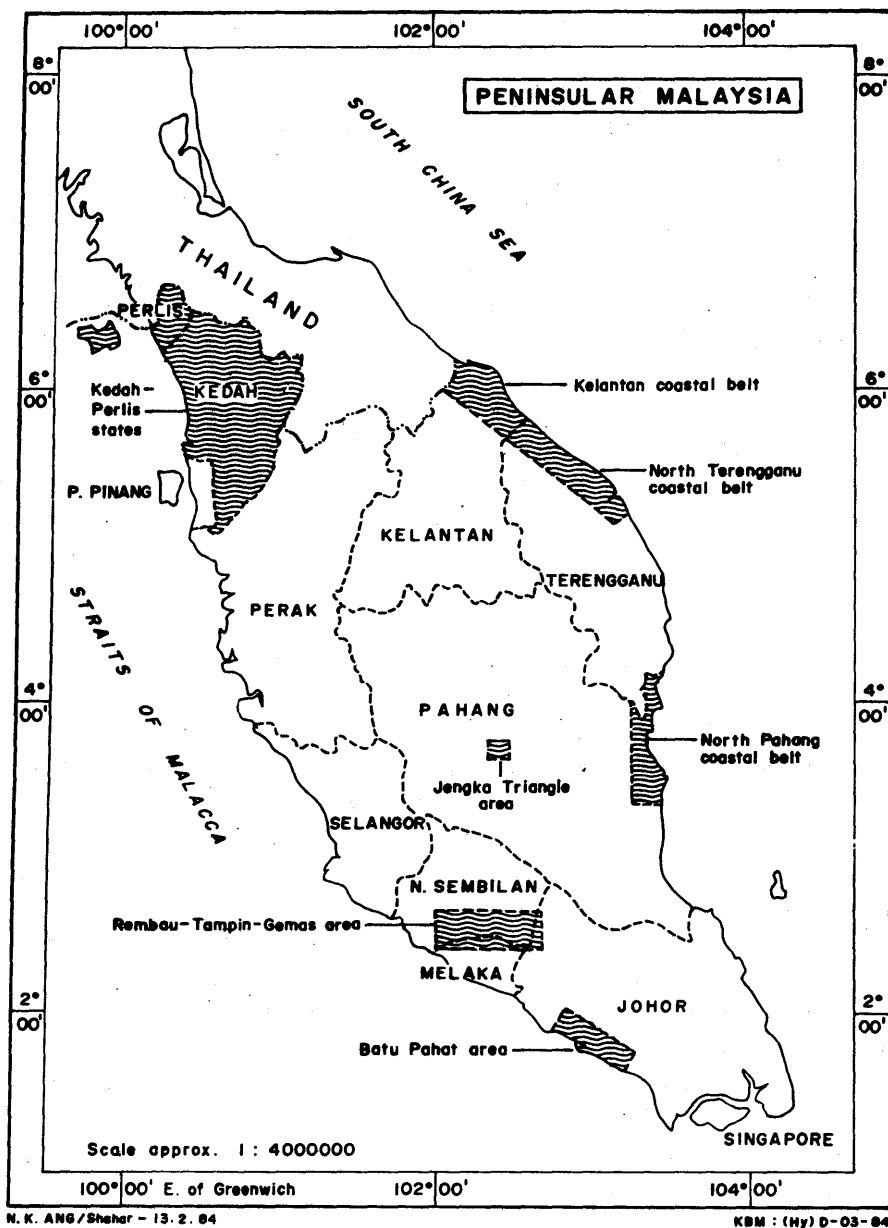 100°00'
102°00'
104°00'
8°
00'
8°
00'
PENINSULAR MALAYSIA
SOUTH CHINA SEA
THAILAND
PERLIS
KEDAH
Kedah–
Perlis
states
6°
00'
6°
00'
Kelantan coastal belt
North Terengganu
coastal belt
P. PINANG
KELANTAN
TERENGGANU
PERAK
STRAITS OF MALACCA
4°
00'
4°
00'
PAHANG
North Pahang
coastal belt
Jengka Triangle
area
SELANGOR
N. SEMBILAN
Rembau–Tampin–Gemas area
MELAKA
JOHOR
2°
00'
2°
00'
Batu Pahat area
SINGAPORE
Scale approx. 1 : 4000000
100°00' E. of Greenwich
102°00'
104°00'
N. K. ANG/Shahar – 13. 2. 84
KBM : (Hy) D-03-84